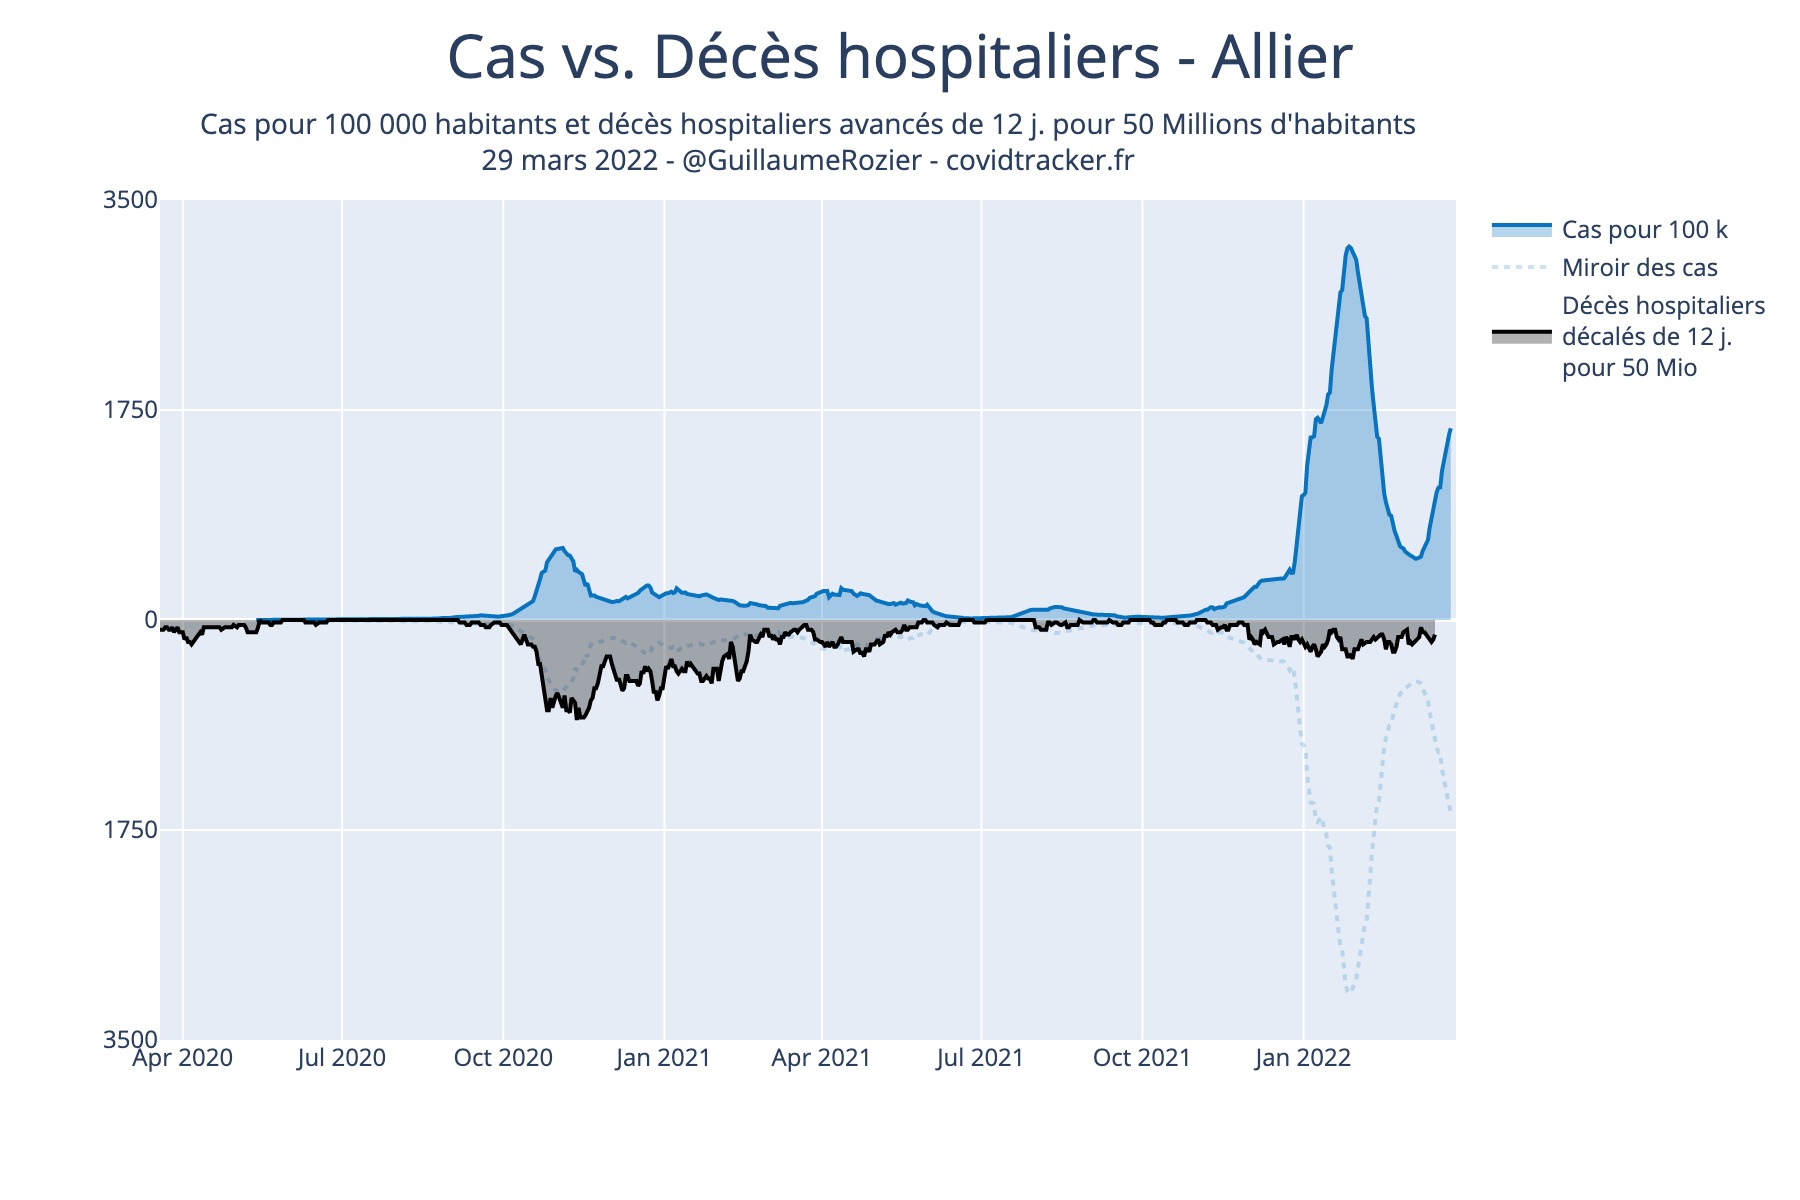 Cas vs. Décès hospitaliers - Allier
Cas pour 100 000 habitants et décès hospitaliers avancés de 12 j. pour 50 Millions d'habitants
29 mars 2022 - @GuillaumeRozier - covidtracker.fr
3500
1750
0
1750
3500
Apr 2020
Jul 2020
Oct 2020
Jan 2021
Apr 2021
Jul 2021
Oct 2021
Jan 2022
Cas pour 100 k
Miroir des cas
Décès hospitaliers
décalés de 12 j.
pour 50 Mio